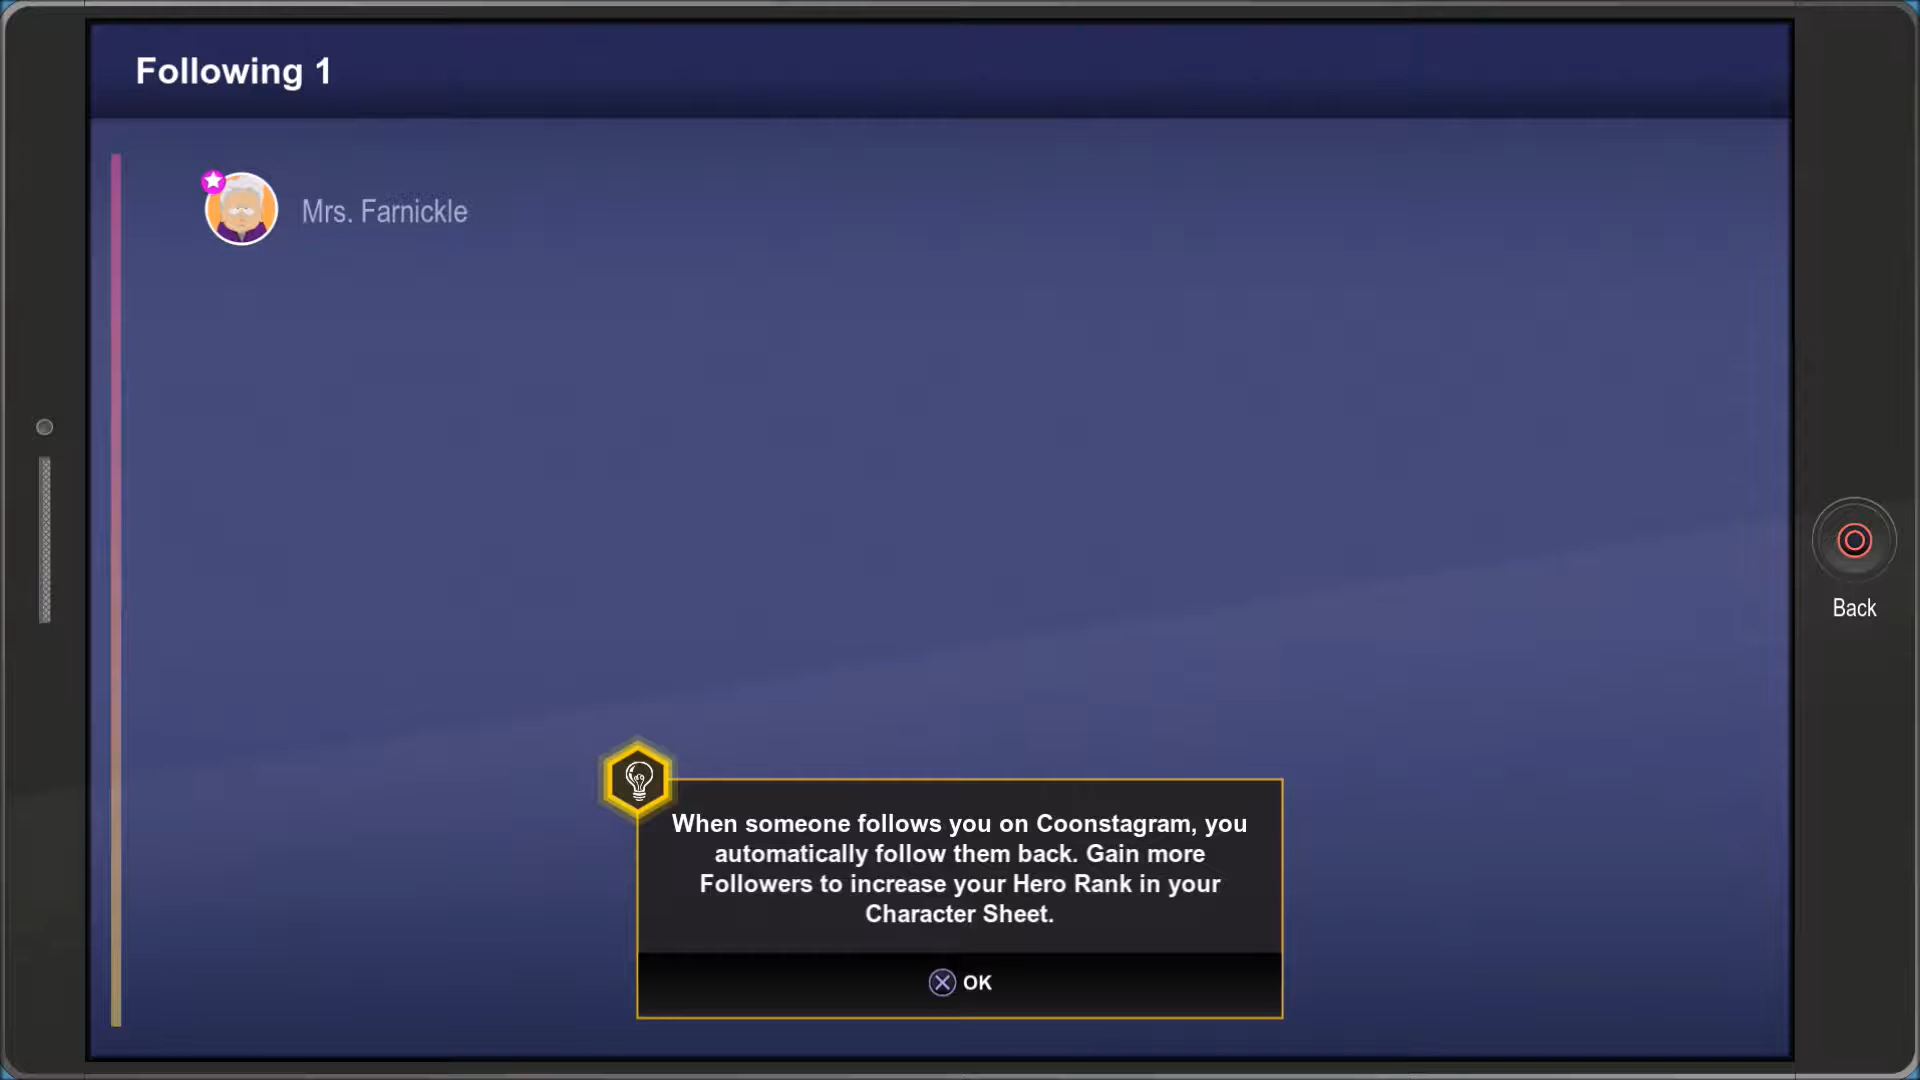 Following 1
Mrs. Farnickle
Back
When someone follows you on Coonstagram, you
automatically follow them back. Gain more
Followers to increase your Hero Rank in your
Character Sheet.
OK